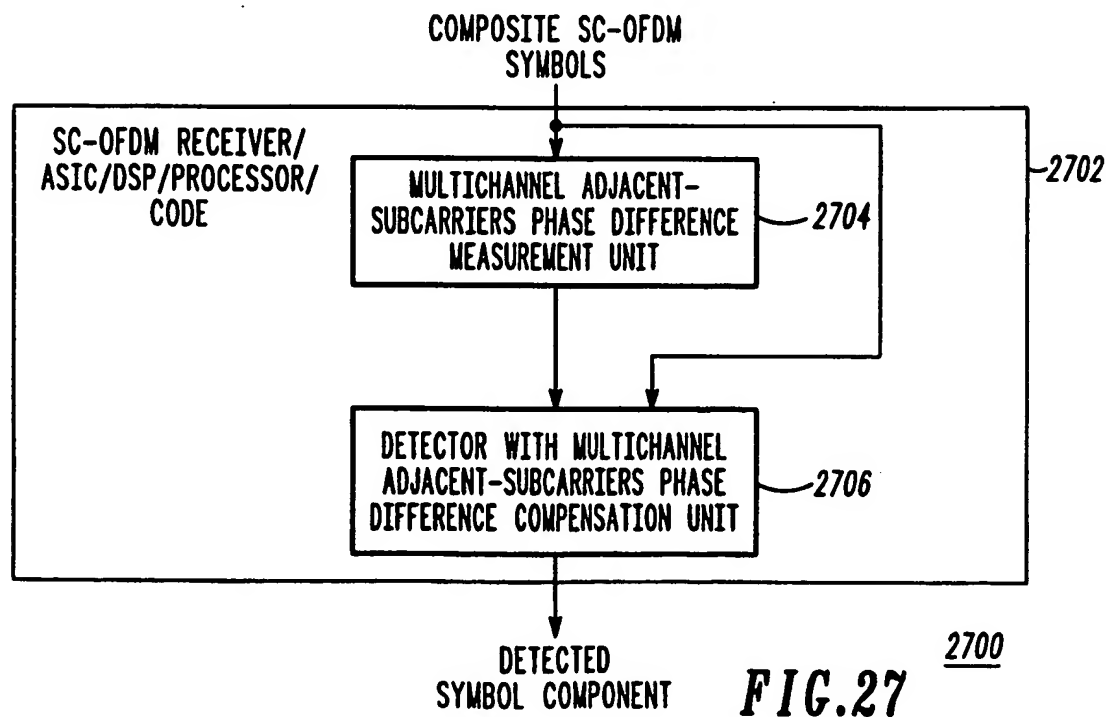 COMPOSITE SC-OFDM
SYMBOLS
SC-OFDM RECEIVER/
ASIC/DSP/PROCESSOR/
CODE
2702
MULTICHANNEL ADJACENT-
SUBCARRIERS PHASE DIFFERENCE
MEASUREMENT UNIT
2704
DETECTOR WITH MULTICHANNEL
ADJACENT-SUBCARRIERS PHASE
DIFFERENCE COMPENSATION UNIT
2706
DETECTED
SYMBOL COMPONENT
2700
FIG.27